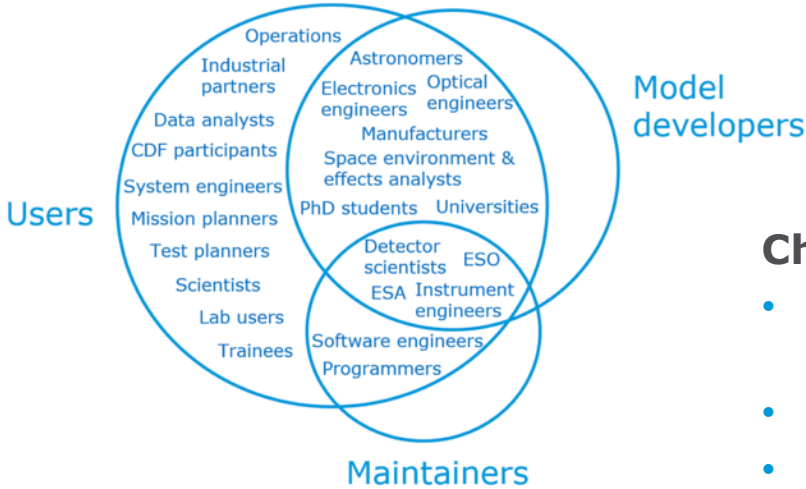 Operations
Industrial
partners
Data analysts
CDF participants
System engineers
Mission planners
Test planners
Scientists
Lab users
Trainees
Astronomers
Electronics
engineers
Optical
engineers
Manufacturers
Space environment &
effects analysts
PhD students
Universities
Detector
scientists
ESO
ESA
Instrument
engineers
Software engineers
Programmers
Users
Model
developers
Maintainers